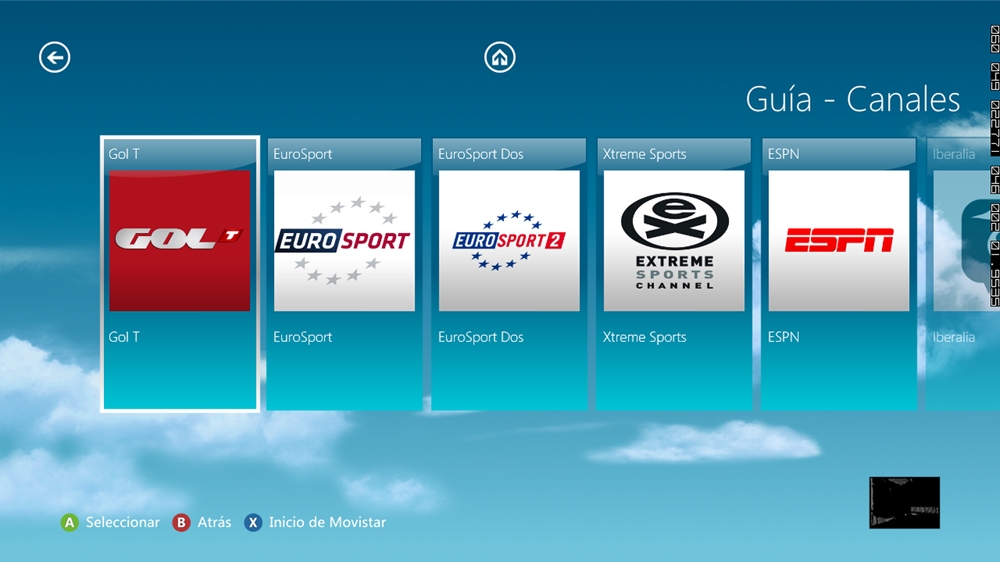 Guía - Canales
Gol T
GOL T
Gol T
EuroSport
EUROSPORT
EuroSport
EuroSport Dos
EUROSPORT 2
EuroSport Dos
Xtreme Sports
ex
EXTREME
SPORTS
CHANNEL
Xtreme Sports
ESPN
ESPN
ESPN
Iberalia
Iberalia
A Seleccionar B Atrás X Inicio de Movistar